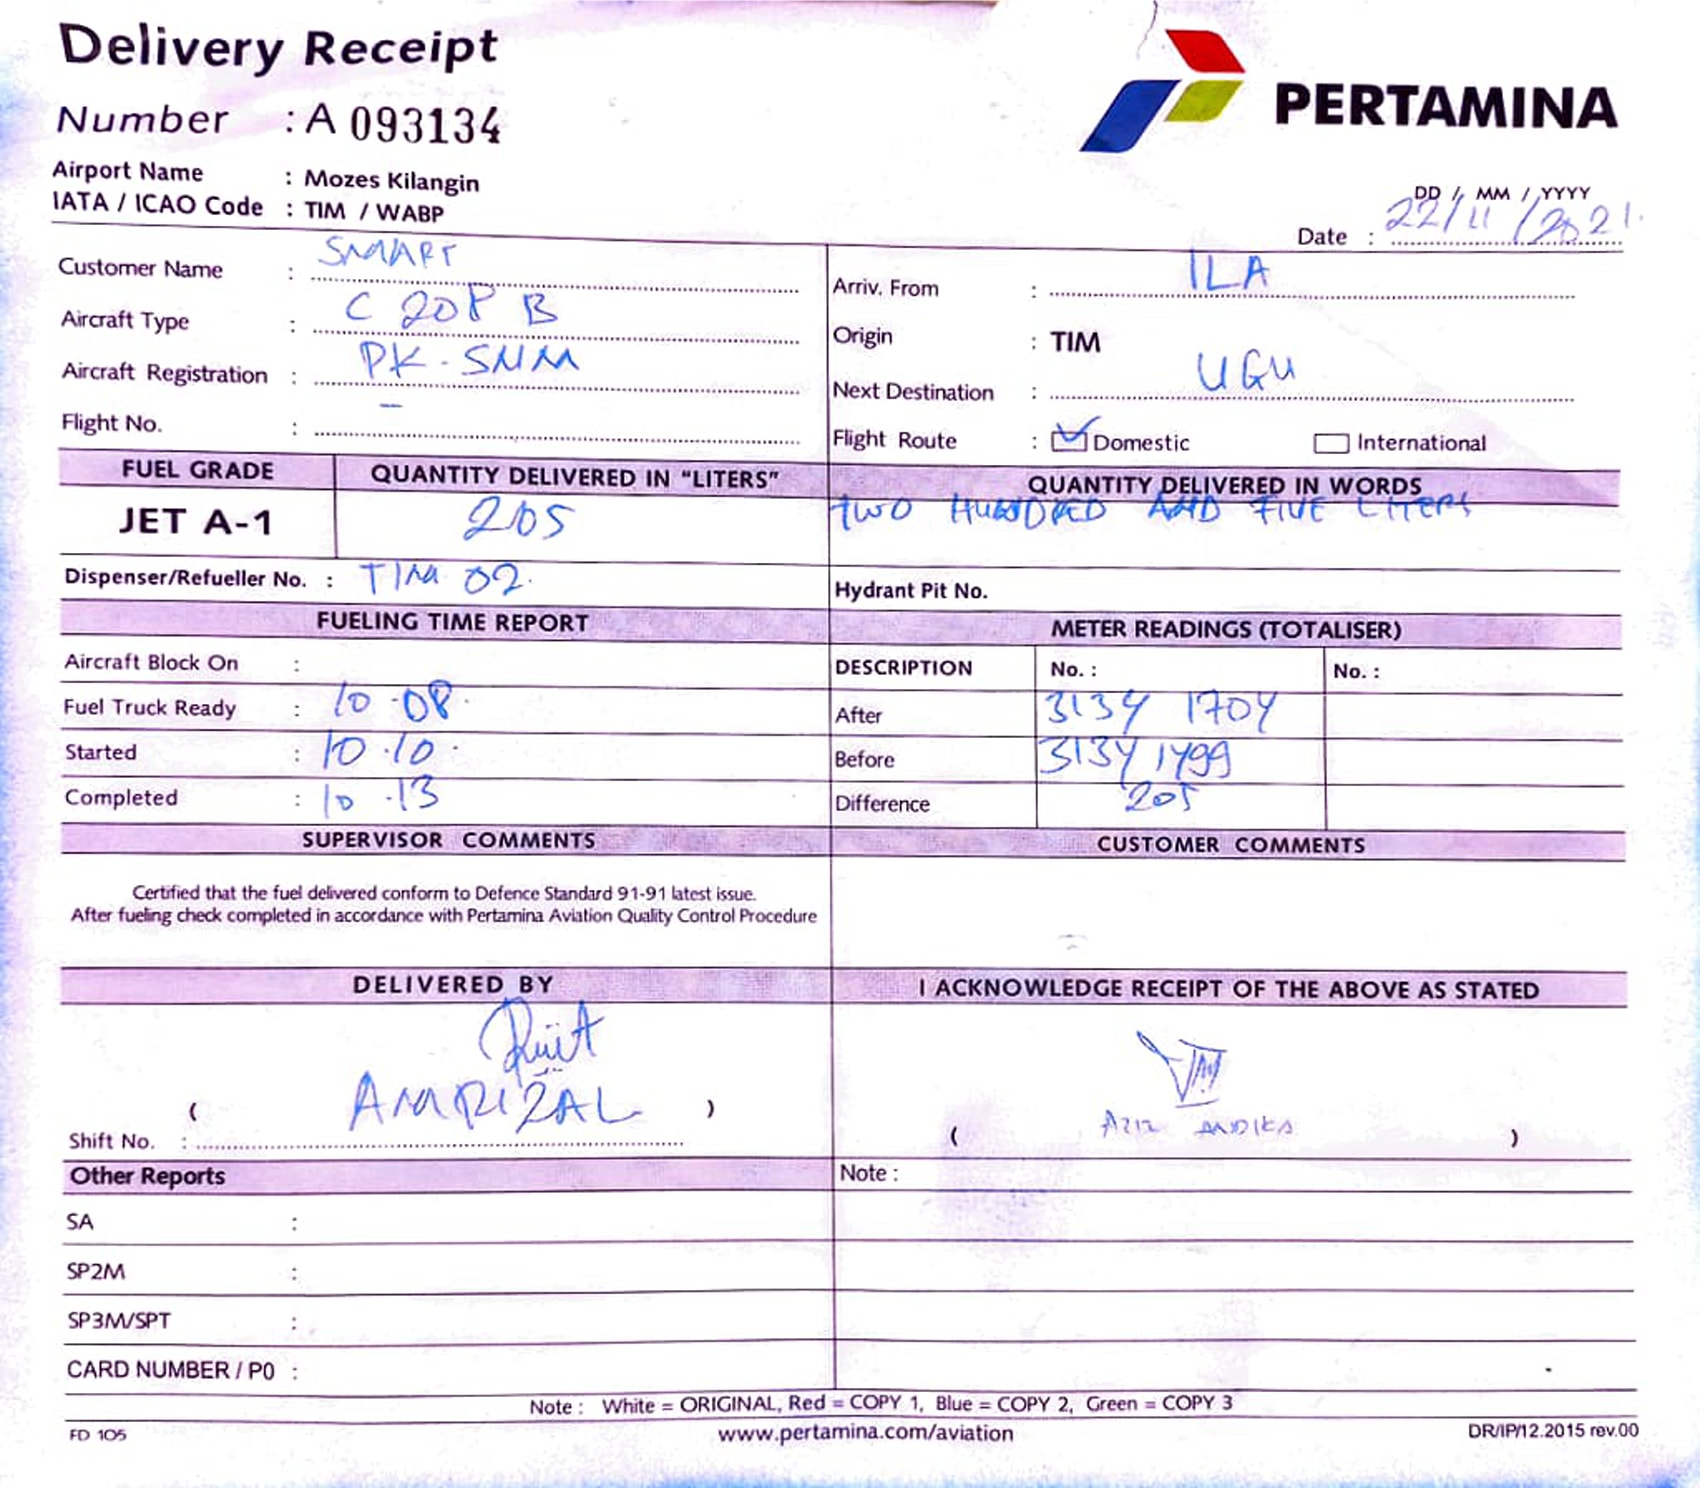 Delivery Receipt
Number : A 093134
PERTAMINA
Airport Name : Mozes Kilangin
IATA / ICAO Code : TIM / WABP
DD / MM / YYYY
Date : 22/11/2021.
Customer Name : SMART
Aircraft Type : C 208 B
Aircraft Registration : PK-SNM
Flight No. : –
Arriv. From : ILA
Origin : TIM
Next Destination : UGU
Flight Route : Domestic International
FUEL GRADE QUANTITY DELIVERED IN "LITERS" QUANTITY DELIVERED IN WORDS
JET A-1 205 TWO HUNDRED AND FIVE LITERS
Dispenser/Refueller No. : TIM 02. Hydrant Pit No.
FUELING TIME REPORT
Aircraft Block On :
Fuel Truck Ready : 10.08.
Started : 10.10.
Completed : 10.13
METER READINGS (TOTALISER)
DESCRIPTION No. : No. :
After 3134 1704
Before 3134 1499
Difference 205
SUPERVISOR COMMENTS CUSTOMER COMMENTS
Certified that the fuel delivered conform to Defence Standard 91-91 latest issue.
After fueling check completed in accordance with Pertamina Aviation Quality Control Procedure
DELIVERED BY
( AMRIZAL )
Shift No. :
I ACKNOWLEDGE RECEIPT OF THE ABOVE AS STATED
( AZIZ ANDIKA )
Other Reports
SA :
SP2M :
SP3M/SPT :
CARD NUMBER / P0 :
Note :
Note : White = ORIGINAL, Red = COPY 1, Blue = COPY 2, Green = COPY 3
FD 105 www.pertamina.com/aviation DR/IP/12.2015 rev.00